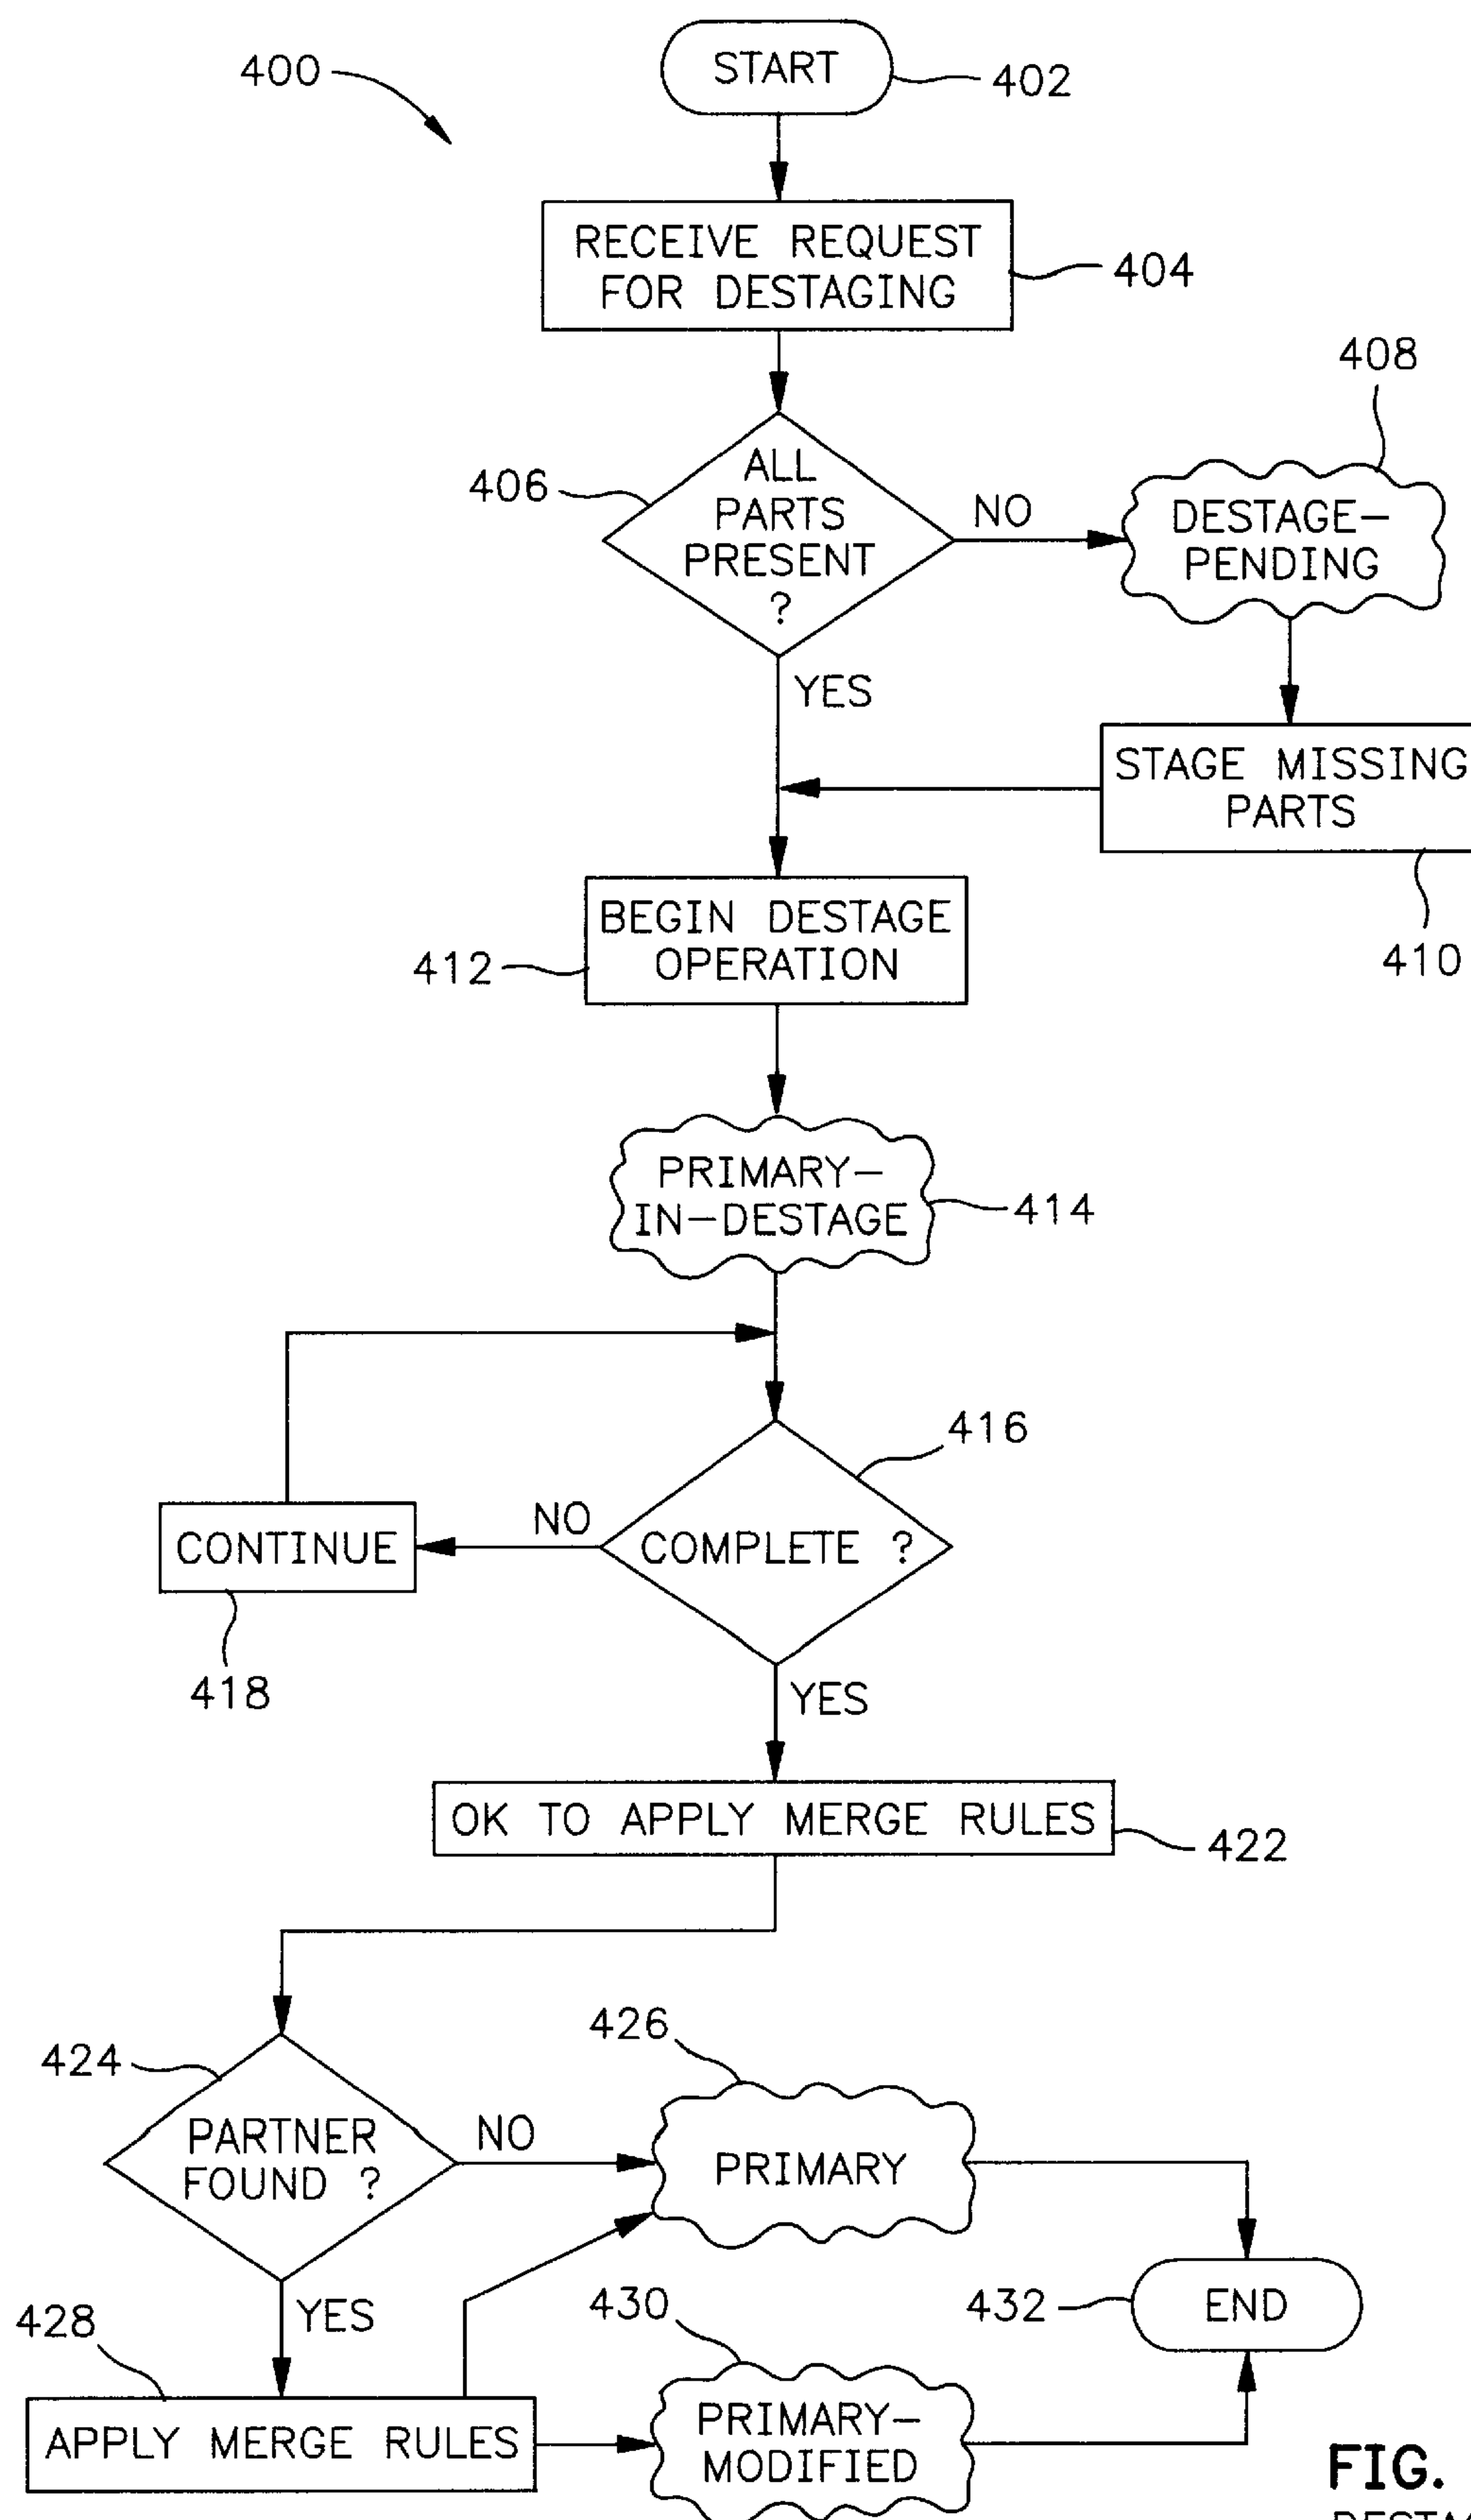 START
400
402
RECEIVE REQUEST
FOR DESTAGING
404
408
ALL
PARTS
PRESENT
?
406
NO
DESTAGE–
PENDING
YES
STAGE MISSING
PARTS
410
BEGIN DESTAGE
OPERATION
412
PRIMARY–
IN–DESTAGE
414
416
COMPLETE ?
NO
CONTINUE
418
YES
OK TO APPLY MERGE RULES
422
424
426
PARTNER
FOUND ?
NO
PRIMARY
YES
428
430
432
END
APPLY MERGE RULES
PRIMARY–
MODIFIED
FIG.